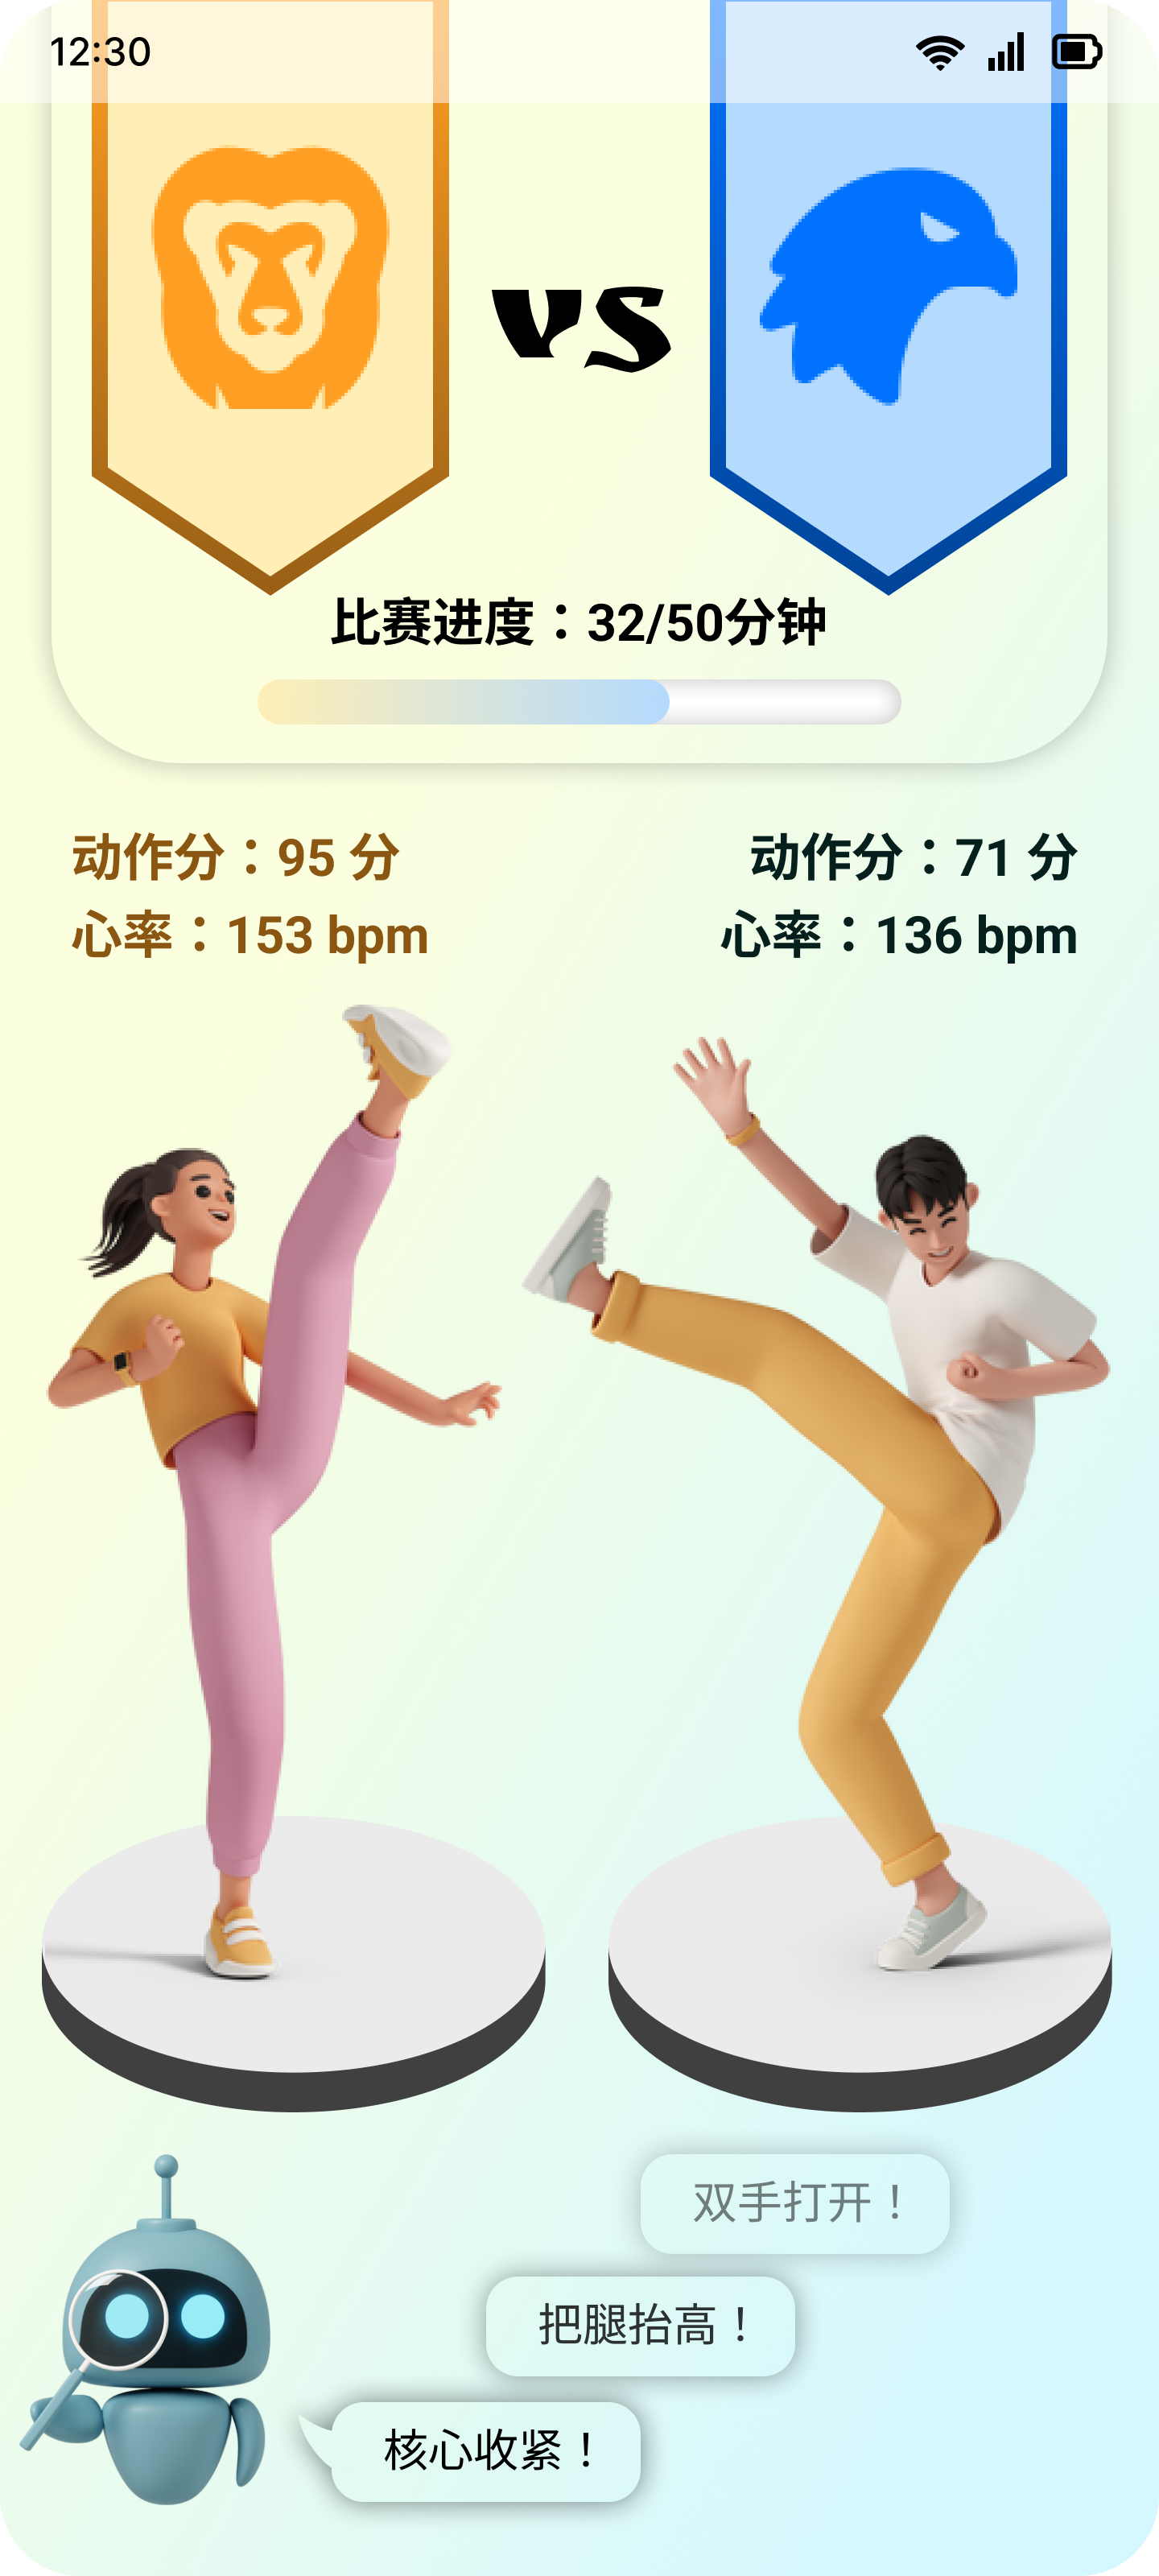 12:30
VS
比赛进度：32/50分钟
动作分：95 分
心率：153 bpm
动作分：71 分
心率：136 bpm
双手打开！
把腿抬高！
核心收紧！